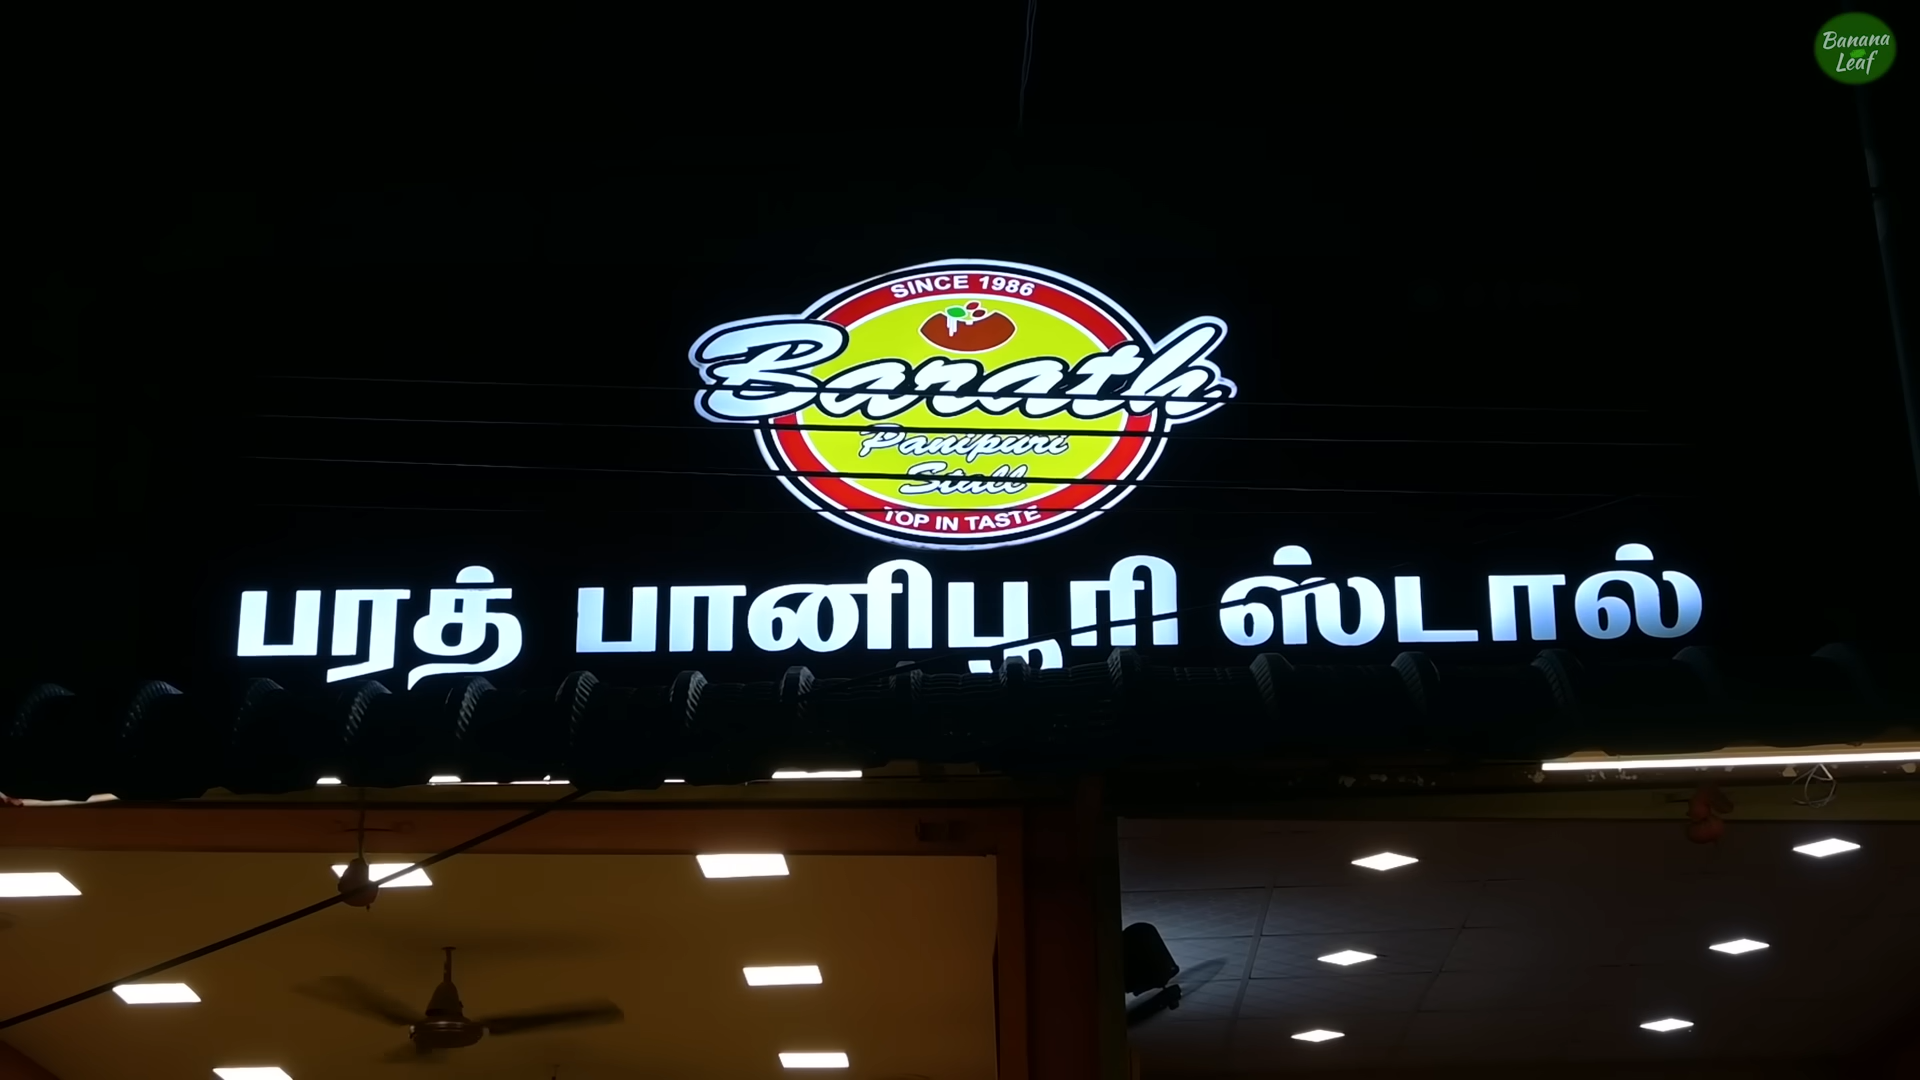 Banana
Leaf
SINCE 1986
Barath
Panipuri
Stall
TOP IN TASTE
பரத் பானிபூரி ஸ்டால்